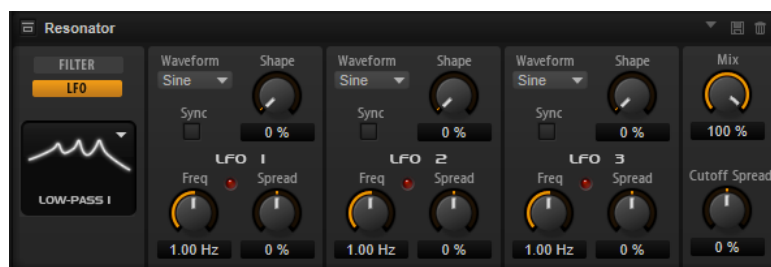 Resonator
FILTER
LFO
LOW-PASS I
Waveform Shape
Sine
Sync
0 %
LFO 1
Freq Spread
1.00 Hz 0 %
Waveform Shape
Sine
Sync
0 %
LFO 2
Freq Spread
1.00 Hz 0 %
Waveform Shape
Sine
Sync
0 %
LFO 3
Freq Spread
1.00 Hz 0 %
Mix
100 %
Cutoff Spread
0 %